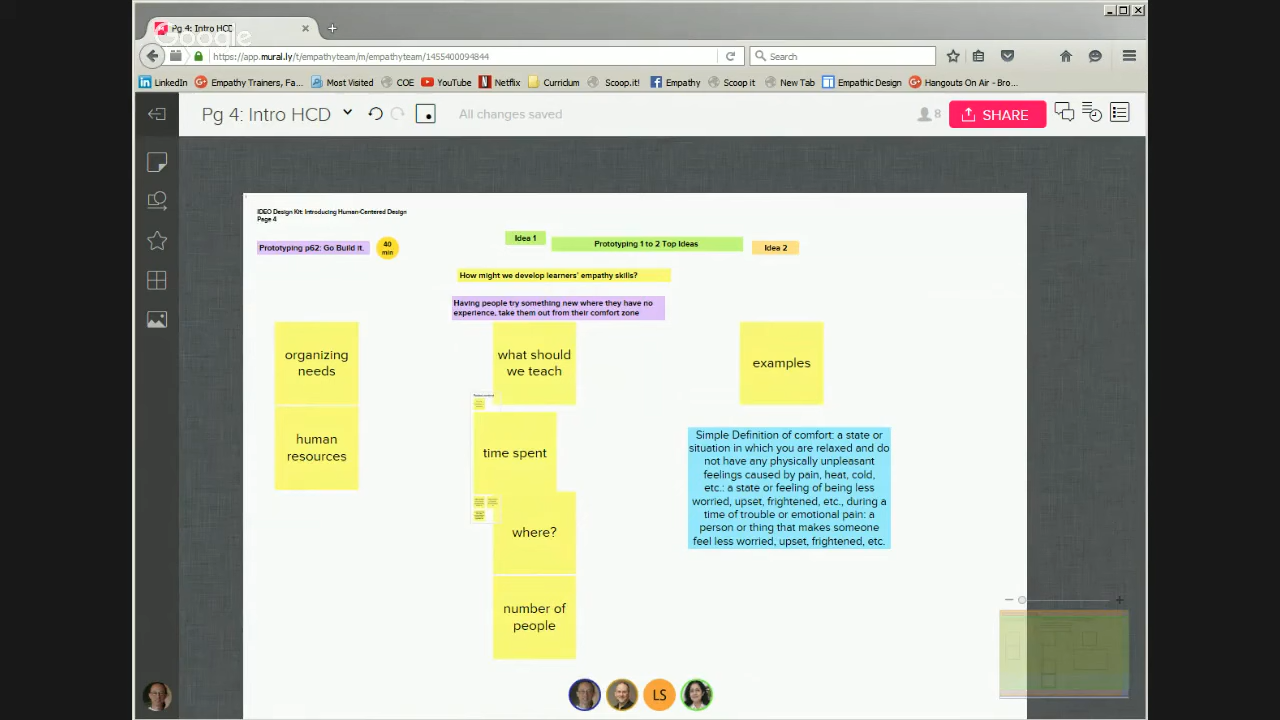 Pg 4: Intro HCD
Google
https://app.mural.ly/t/empathyteam/m/empathyteam/1455400094844
Search
LinkedIn
Empathy Trainers, Fa...
Most Visited
COE
YouTube
Netflix
Curriclum
Scoop.it!
Empathy
Scoop it
New Tab
Empathic Design
Hangouts On Air - Bro...
Pg 4: Intro HCD
All changes saved
8
SHARE
IDEO Design Kit: Introducing Human-Centered Design
Page 4
Prototyping p62: Go Build it.
40
min
Idea 1
Prototyping 1 to 2 Top Ideas
Idea 2
How might we develop learners' empathy skills?
Having people try something new where they have no
experience, take them out from their comfort zone
organizing
needs
what should
we teach
examples
human
resources
time spent
where?
number of
people
Simple Definition of comfort: a state or
situation in which you are relaxed and do
not have any physically unpleasant
feelings caused by pain, heat, cold,
etc.: a state or feeling of being less
worried, upset, frightened, etc., during a
time of trouble or emotional pain: a
person or thing that makes someone
feel less worried, upset, frightened, etc.
LS